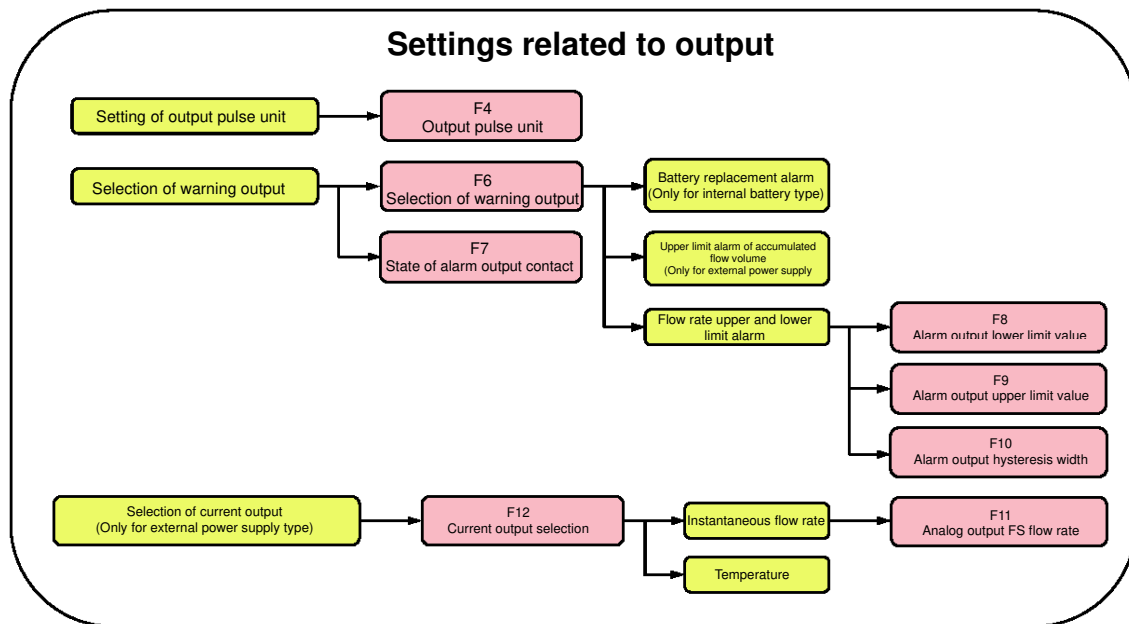 Settings related to output
Setting of output pulse unit
F4
Output pulse unit
Selection of warning output
F6
Selection of warning output
Battery replacement alarm
(Only for internal battery type)
F7
State of alarm output contact
Upper limit alarm of accumulated
flow volume
(Only for external power supply
Flow rate upper and lower
limit alarm
F8
Alarm output lower limit value
F9
Alarm output upper limit value
F10
Alarm output hysteresis width
Selection of current output
(Only for external power supply type)
F12
Current output selection
Instantaneous flow rate
F11
Analog output FS flow rate
Temperature